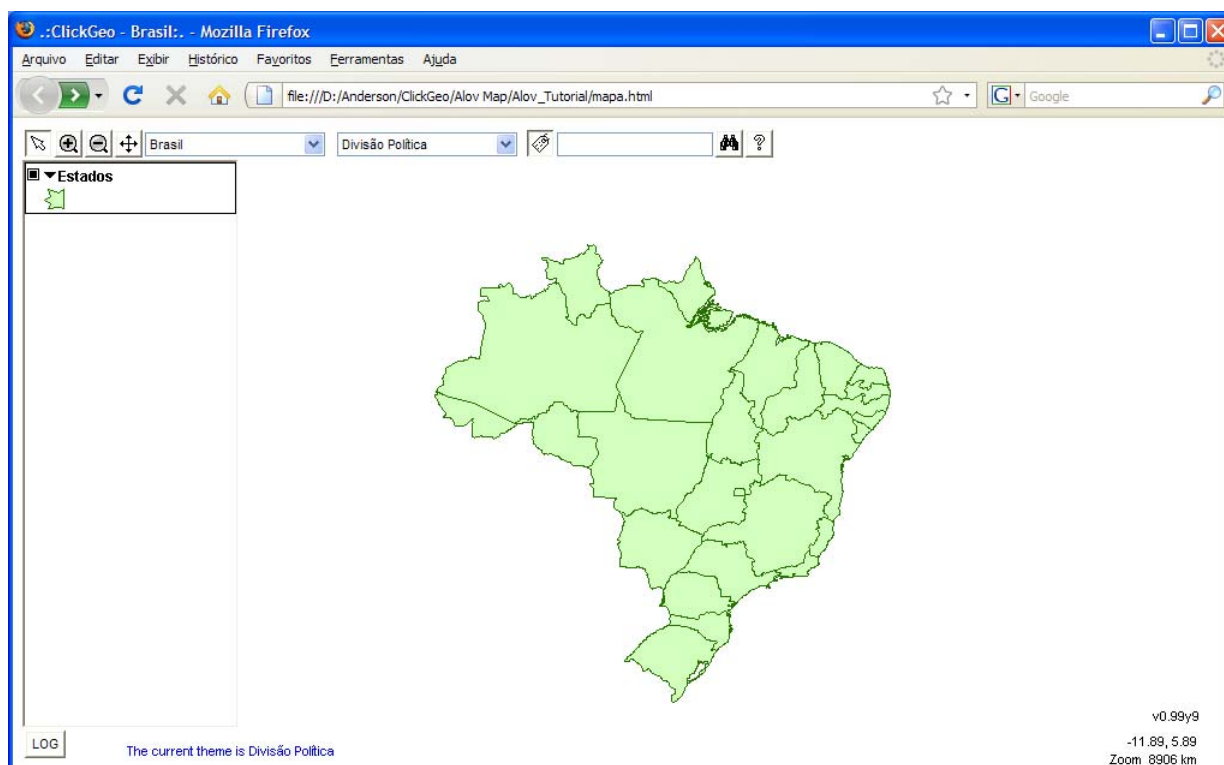 .:ClickGeo - Brasil:. - Mozilla Firefox
Arquivo Editar Exibir Histórico Favoritos Ferramentas Ajuda
file:///D:/Anderson/ClickGeo/Alov Map/Alov_Tutorial/mapa.html
G Google
Brasil
Divisão Política
?
Estados
v0.99y9
LOG
The current theme is Divisão Política
-11.89, 5.89
Zoom 8906 km